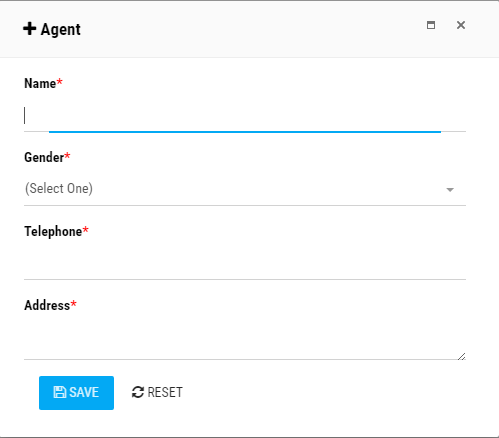 Agent
Name*
Gender*
(Select One)
Telephone*
Address*
SAVE RESET